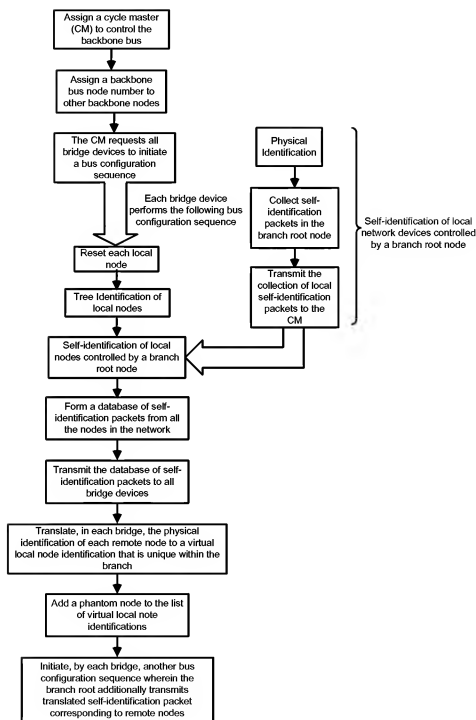 Assign a cycle master
(CM) to control the
backbone bus
Assign a backbone
bus node number to
other backbone nodes
The CM requests all
bridge devices to initiate
a bus configuration
sequence
Each bridge device
performs the following bus
configuration sequence
Reset each local
node
Tree Identification of
local nodes
Physical
Identification
Collect self-
identification
packets in the
branch root node
Transmit the
collection of local
self-identification
packets to the
CM
Self-identification of local
network devices controlled
by a branch root node
Self-identification of local
nodes controlled by a branch
root node
Form a database of self-
identification packets from all
the nodes in the network
Transmit the database of self-
identification packets to all
bridge devices
Translate, in each bridge, the physical
identification of each remote node to a virtual
local node identification that is unique within the
branch
Add a phantom node to the list
of virtual local note
identifications
Initiate, by each bridge, another bus
configuration sequence wherein the
branch root additionally transmits
translated self-identification packet
corresponding to remote nodes